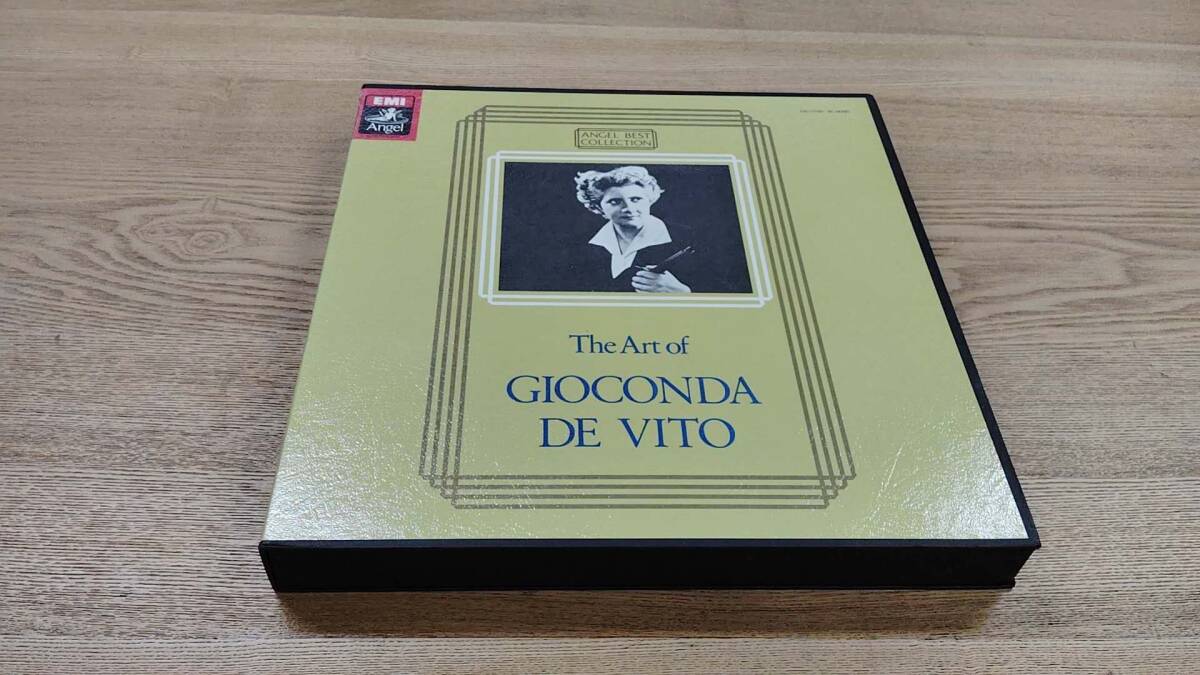 EMI
Angel
ANGEL BEST
COLLECTION
The Art of
GIOCONDA
DE VITO